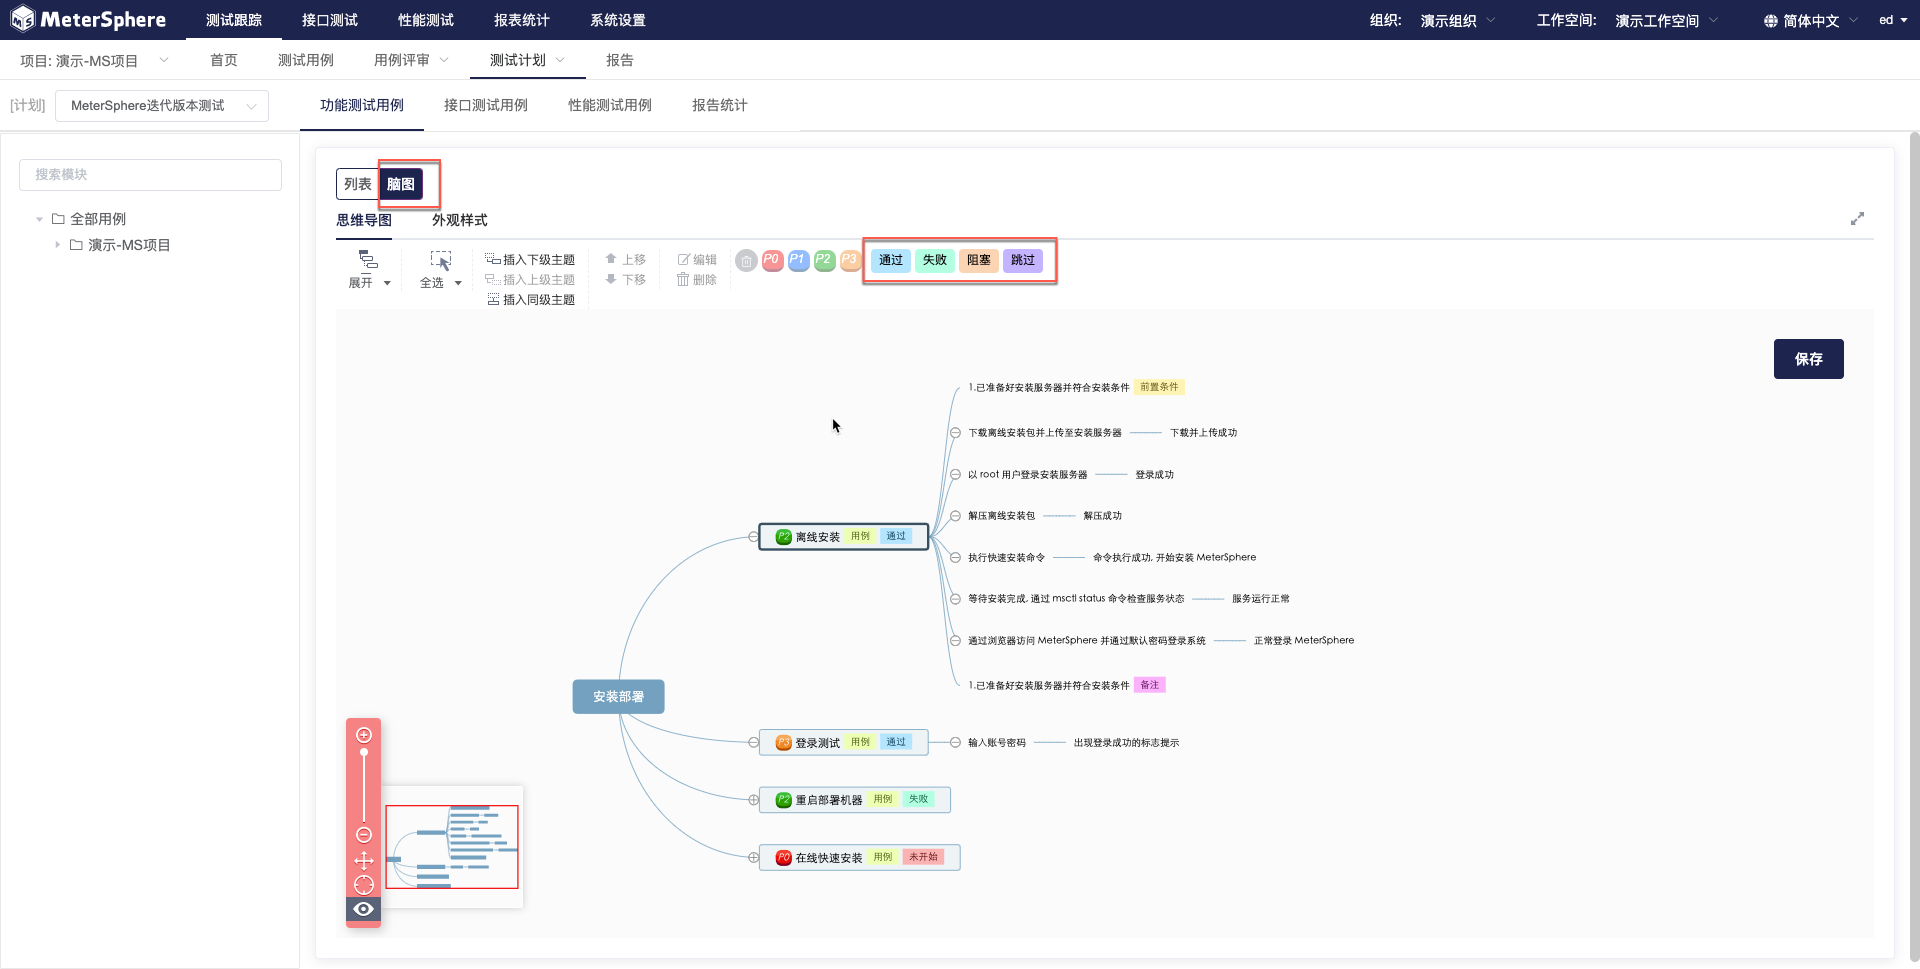 MeterSphere 测试跟踪 接口测试 性能测试 报表统计 系统设置 组织: 演示组织 工作空间: 演示工作空间 简体中文 ed
项目: 演示-MS项目 首页 测试用例 用例评审 测试计划 报告
[计划] MeterSphere迭代版本测试 功能测试用例 接口测试用例 性能测试用例 报告统计
搜索模块
全部用例
演示-MS项目
列表 脑图
思维导图 外观样式
展开 全选
插入下级主题
插入上级主题
插入同级主题
上移
下移
编辑
删除
P0 P1 P2 P3 通过 失败 阻塞 跳过
保存
1.已准备好安装服务器并符合安装条件 前置条件
下载离线安装包并上传至安装服务器 下载并上传成功
以 root 用户登录安装服务器 登录成功
解压离线安装包 解压成功
P2 离线安装 用例 通过
执行快速安装命令 命令执行成功, 开始安装 MeterSphere
等待安装完成, 通过 msctl status 命令检查服务状态 服务运行正常
通过浏览器访问 MeterSphere 并通过默认密码登录系统 正常登录 MeterSphere
1.已准备好安装服务器并符合安装条件 备注
安装部署
P3 登录测试 用例 通过 输入账号密码 出现登录成功的标志提示
P2 重启部署机器 用例 失败
P0 在线快速安装 用例 未开始